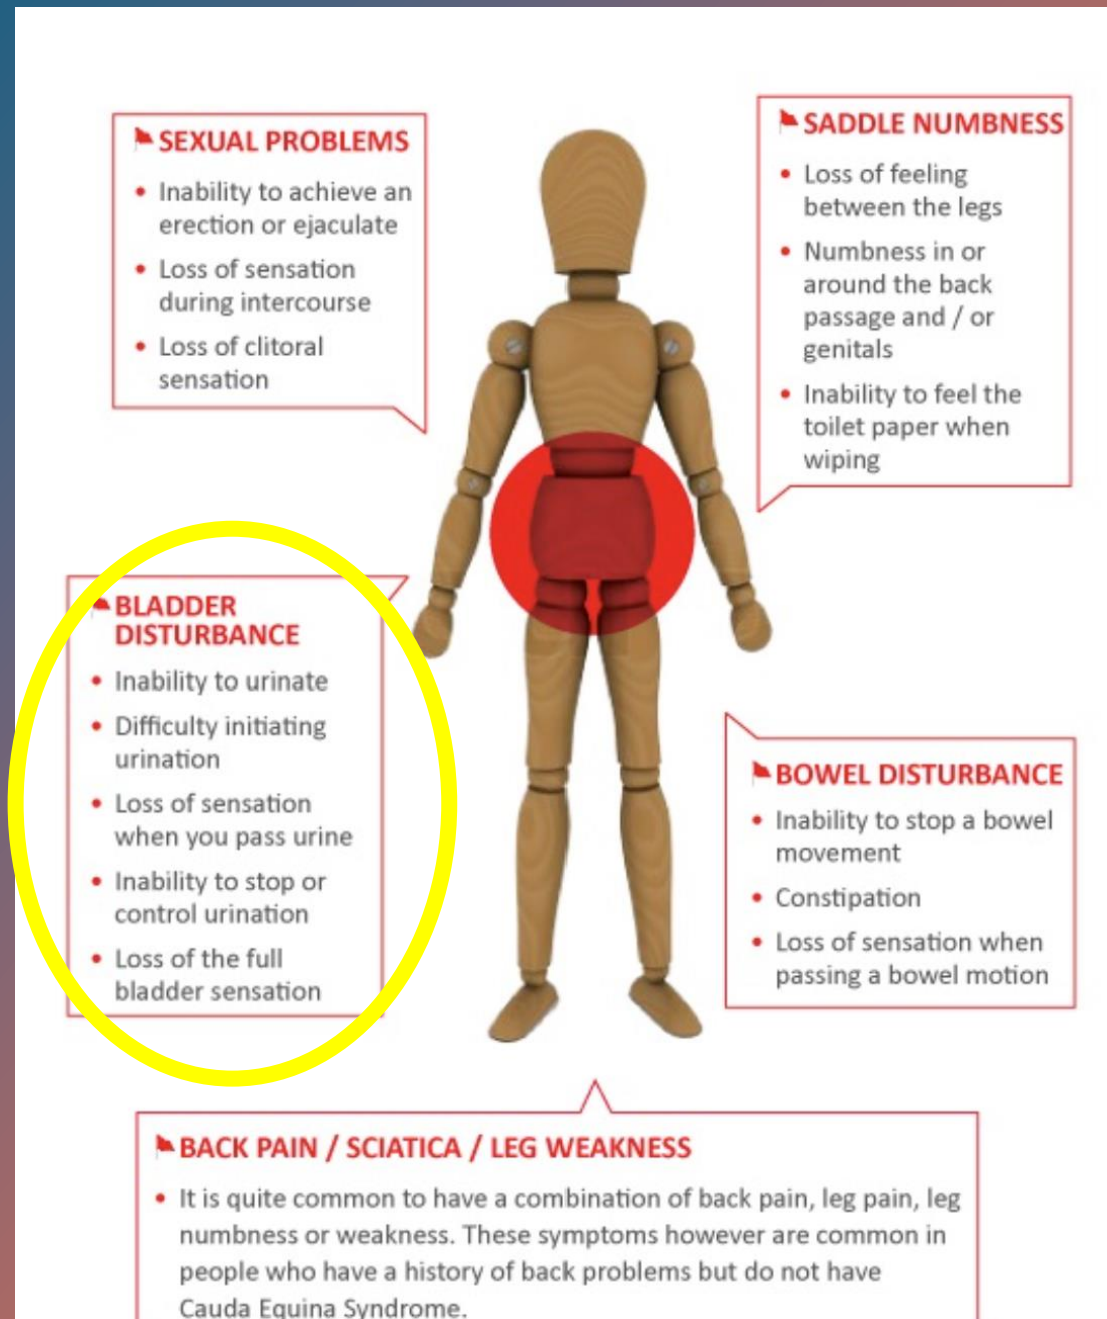 SEXUAL PROBLEMS
• Inability to achieve an
erection or ejaculate
• Loss of sensation
during intercourse
• Loss of clitoral
sensation
SADDLE NUMBNESS
• Loss of feeling
between the legs
• Numbness in or
around the back
passage and / or
genitals
• Inability to feel the
toilet paper when
wiping
BLADDER
DISTURBANCE
• Inability to urinate
• Difficulty initiating
urination
• Loss of sensation
when you pass urine
• Inability to stop or
control urination
• Loss of the full
bladder sensation
BOWEL DISTURBANCE
• Inability to stop a bowel
movement
• Constipation
• Loss of sensation when
passing a bowel motion
BACK PAIN / SCIATICA / LEG WEAKNESS
• It is quite common to have a combination of back pain, leg pain, leg
numbness or weakness. These symptoms however are common in
people who have a history of back problems but do not have
Cauda Equina Syndrome.